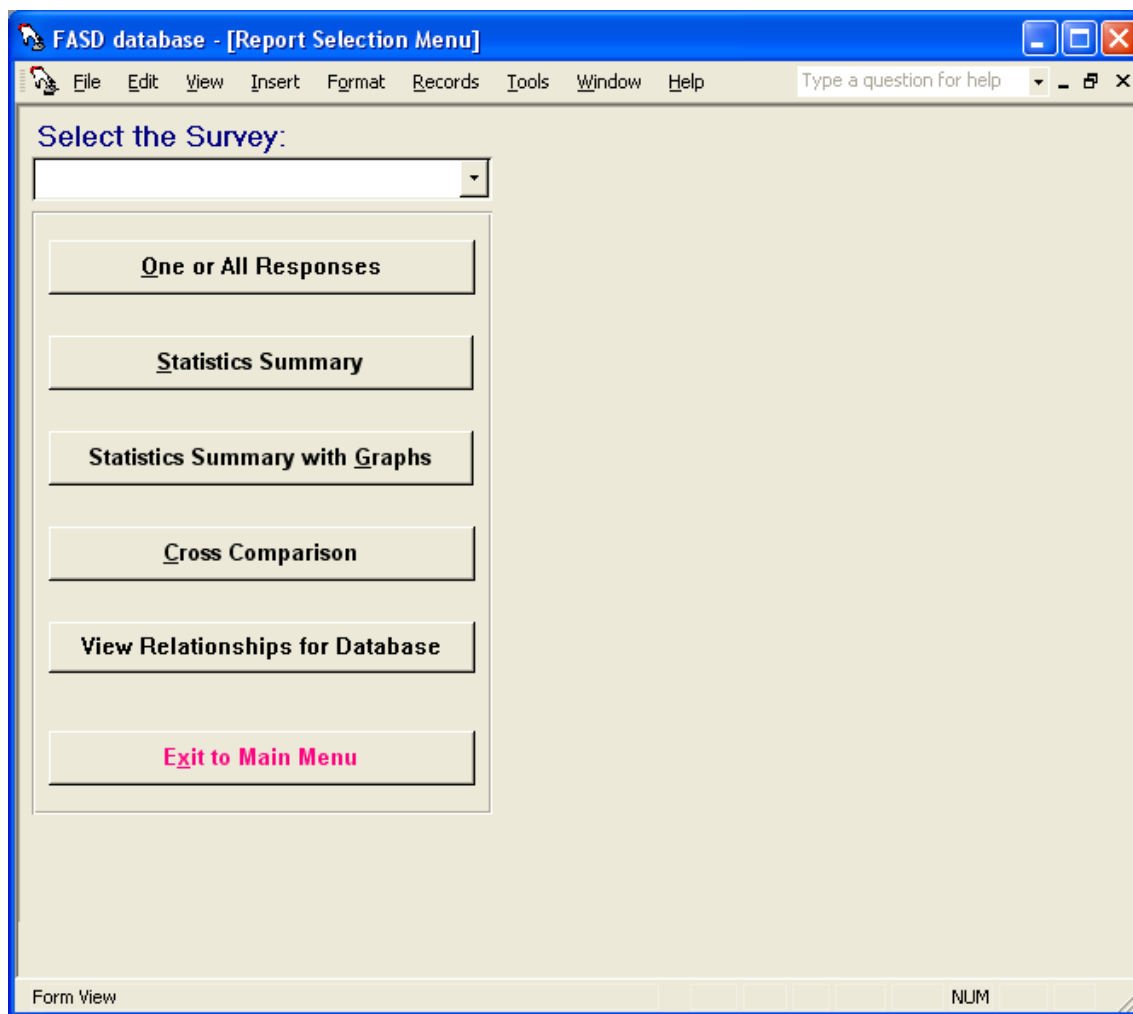 FASD database - [Report Selection Menu]
File Edit View Insert Format Records Tools Window Help Type a question for help
Select the Survey:
One or All Responses
Statistics Summary
Statistics Summary with Graphs
Cross Comparison
View Relationships for Database
Exit to Main Menu
Form View NUM